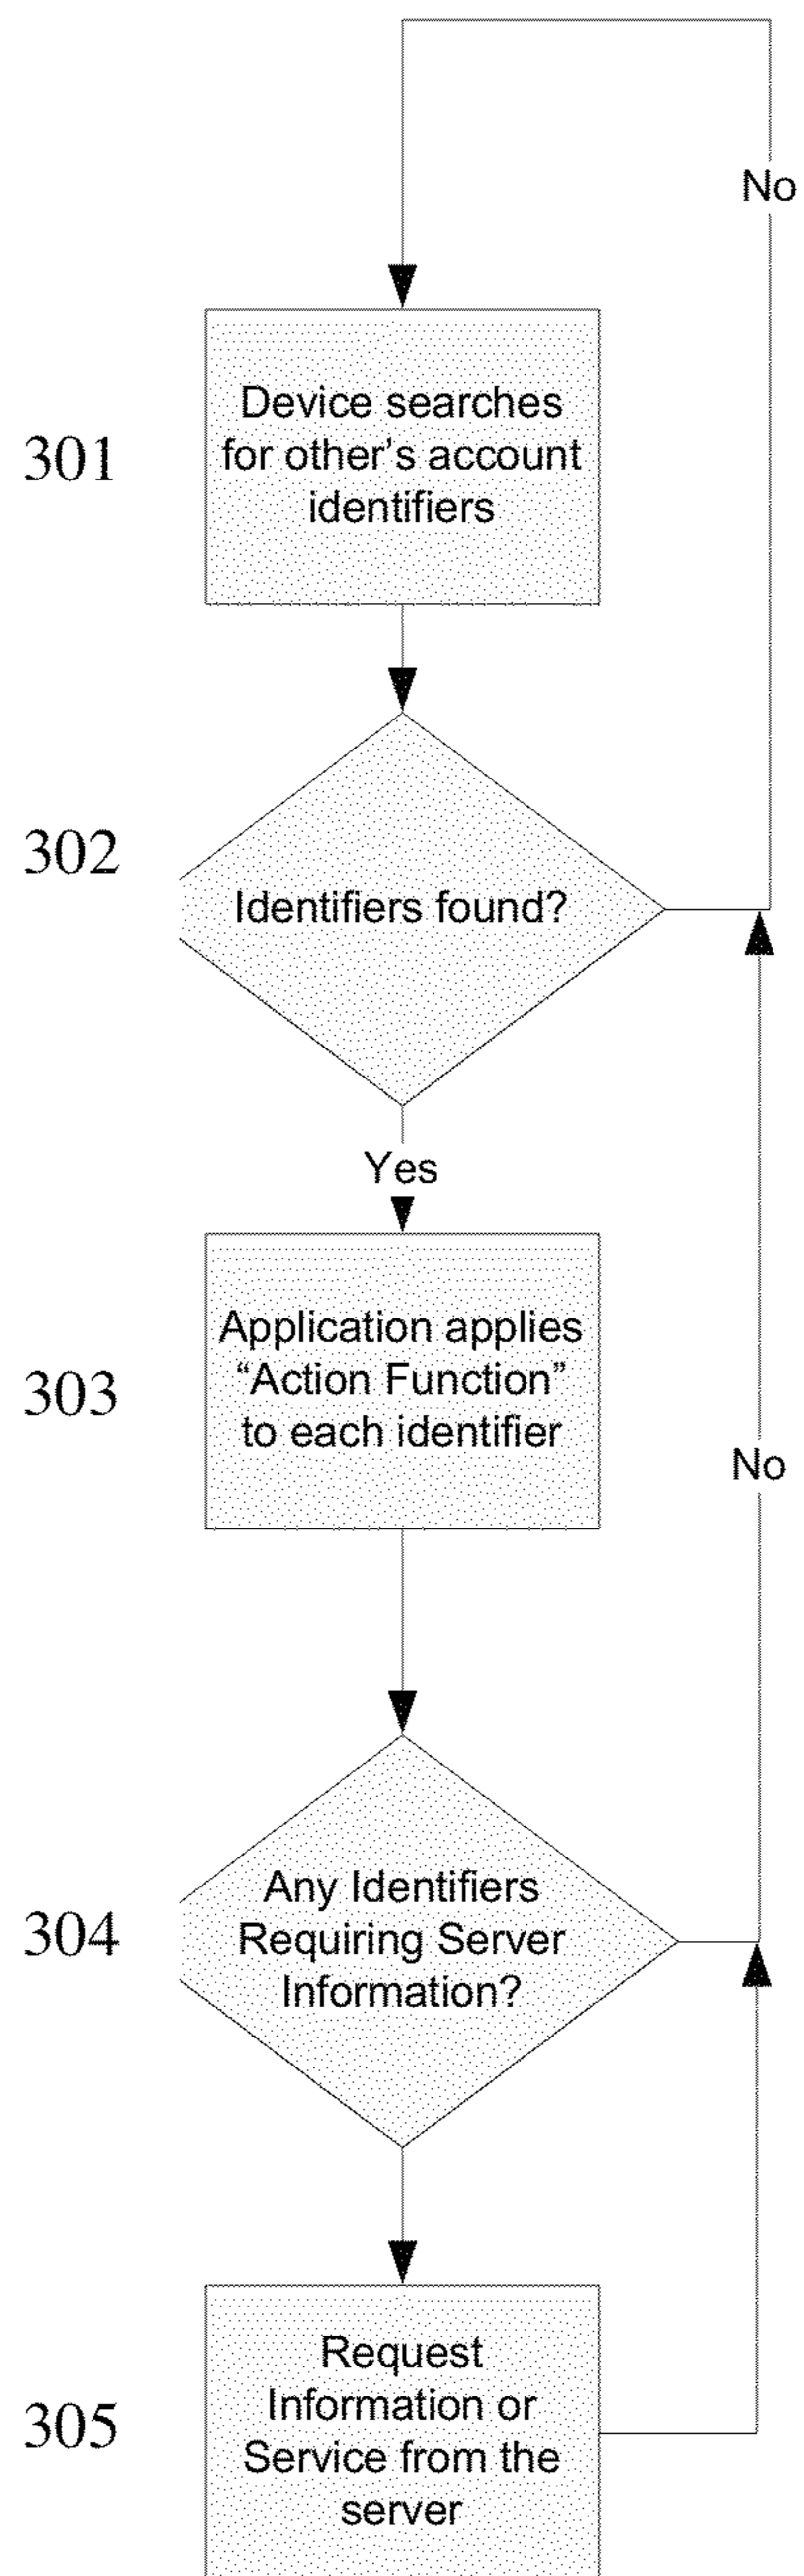 No
301
Device searches
for other's account
identifiers
302
Identifiers found?
Yes
303
Application applies
“Action Function”
to each identifier
No
304
Any Identifiers
Requiring Server
Information?
305
Request
Information or
Service from the
server